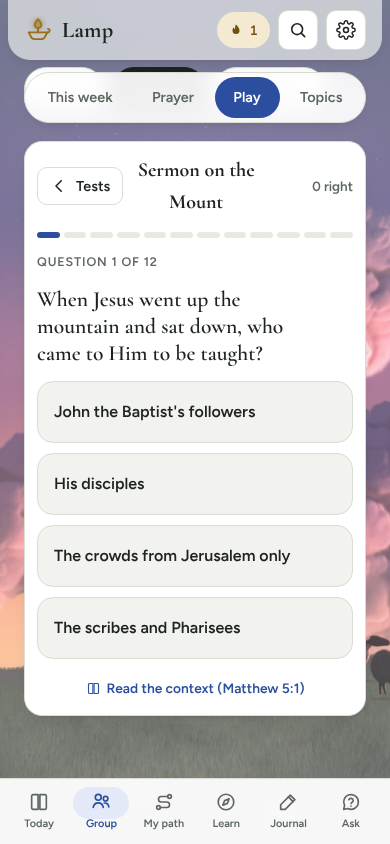 Lamp
1
This week
Prayer
Play
Topics
Tests
Sermon on the
Mount
0 right
QUESTION 1 OF 12
When Jesus went up the
mountain and sat down, who
came to Him to be taught?
John the Baptist's followers
His disciples
The crowds from Jerusalem only
The scribes and Pharisees
Read the context (Matthew 5:1)
Today
Group
My path
Learn
Journal
Ask